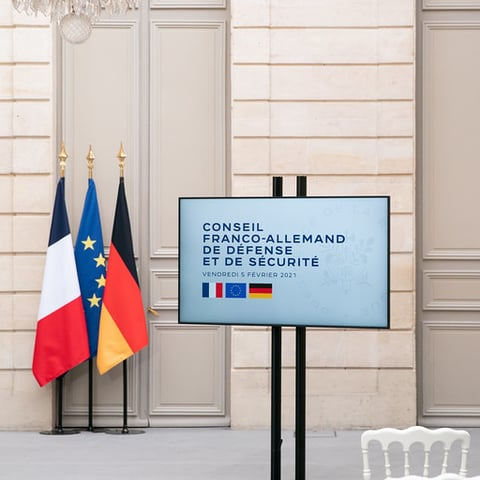 CONSEIL
FRANCO-ALLEMAND
DE DÉFENSE
ET DE SÉCURITÉ
VENDREDI 5 FÉVRIER 2021